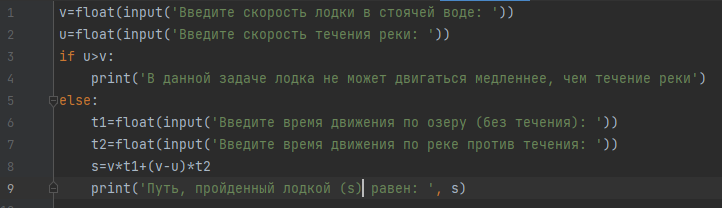 1 v=float(input('Введите скорость лодки в стоячей воде: '))
2 u=float(input('Введите скорость течения реки: '))
3 if u>v:
4     print('В данной задаче лодка не может двигаться медленнее, чем течение реки')
5 else:
6     t1=float(input('Введите время движения по озеру (без течения): '))
7     t2=float(input('Введите время движения по реке против течения: '))
8     s=v*t1+(v-u)*t2
9     print('Путь, пройденный лодкой (s) равен: ', s)